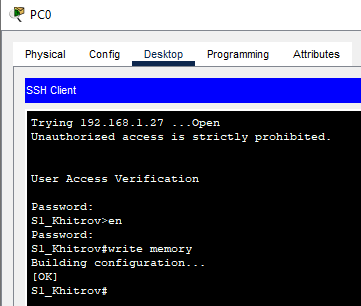 PC0
Physical Config Desktop Programming Attributes
SSH Client
Trying 192.168.1.27 ...Open
Unauthorized access is strictly prohibited.
User Access Verification
Password:
S1_Khitrov>en
Password:
S1_Khitrov#write memory
Building configuration...
[OK]
S1_Khitrov#